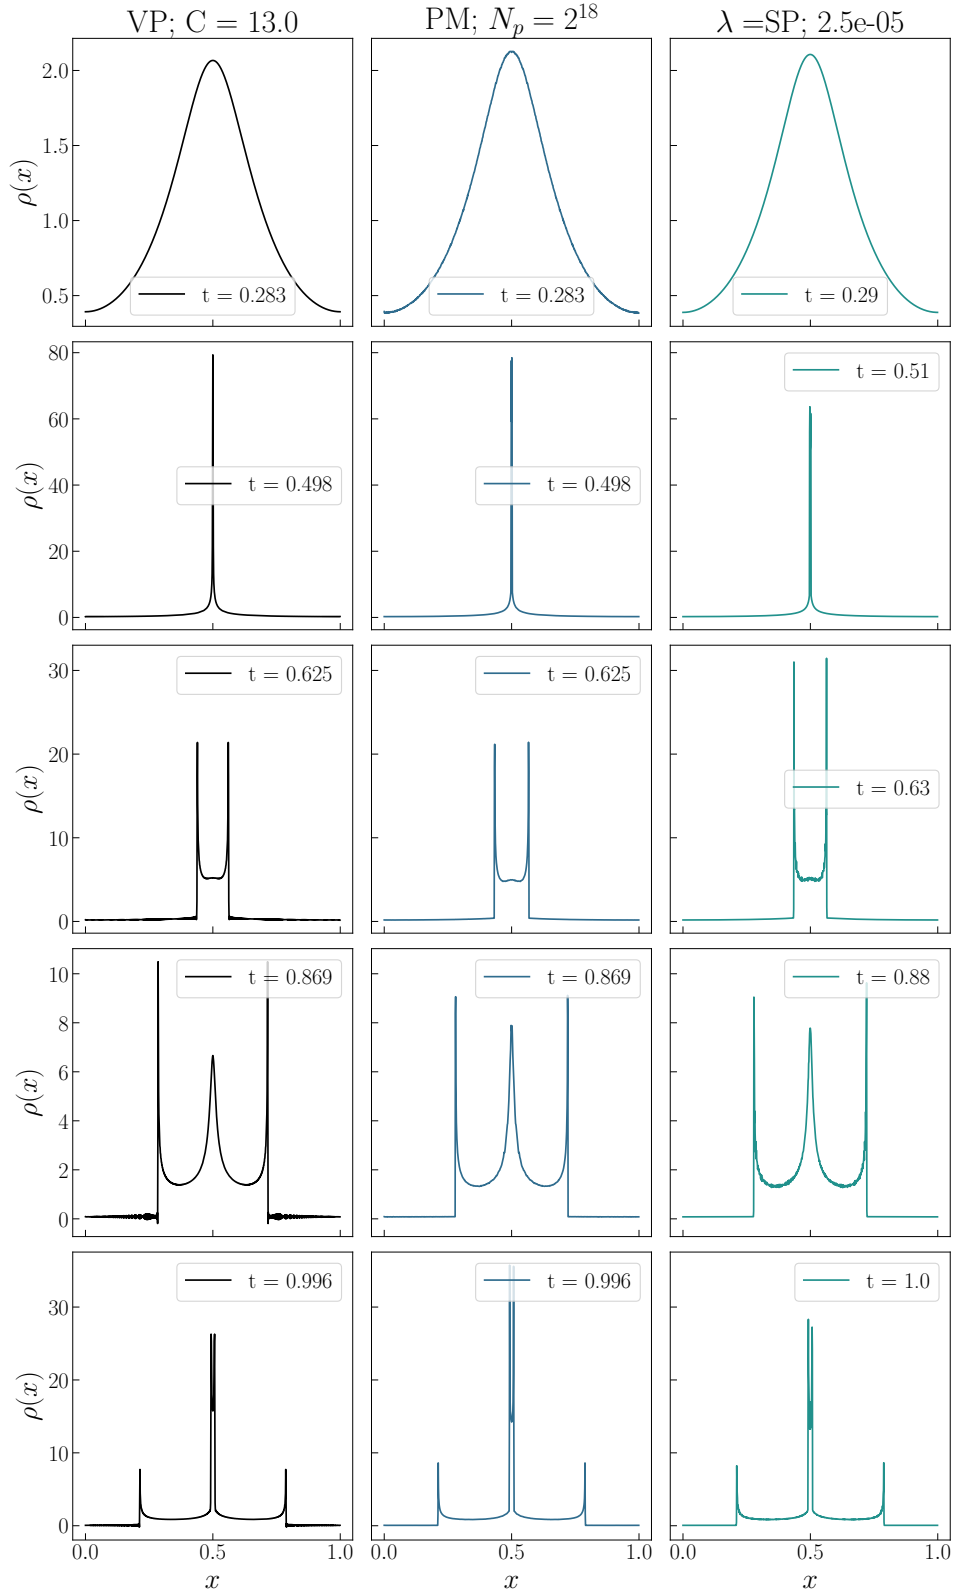 VP; C = 13.0 PM; $N_p = 2^{18}$ λ =SP; 2.5e-05
2.0
1.5
1.0
0.5
ρ(x)
t = 0.283 t = 0.283 t = 0.29
80
60
40
20
0
ρ(x)
t = 0.498 t = 0.498 t = 0.51
30
20
10
0
ρ(x)
t = 0.625 t = 0.625 t = 0.63
10
8
6
4
2
0
ρ(x)
t = 0.869 t = 0.869 t = 0.88
30
20
10
0
ρ(x)
t = 0.996 t = 0.996 t = 1.0
0.0 0.5 1.0 0.0 0.5 1.0 0.0 0.5 1.0
x x x